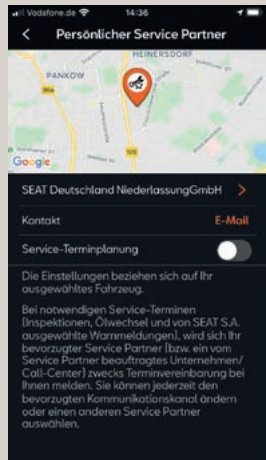 Vodafone.de 14:36
Persönlicher Service Partner
HEINERSDORF
PANKOW
Google
SEAT Deutschland NiederlassungGmbH
Kontakt E-Mail
Service-Terminplanung
Die Einstellungen beziehen sich auf Ihr
ausgewähltes Fahrzeug.
Bei notwendigen Service-Terminen
(Inspektionen, Ölwechsel und von SEAT S.A.
ausgewählte Warnmeldungen), wird sich Ihr
bevorzugter Service Partner (bzw. ein vom
Service Partner beauftragtes Unternehmen/
Call-Center) zwecks Terminvereinbarung bei
Ihnen melden. Sie können jederzeit den
bevorzugten Kommunikationskanal ändern
oder einen anderen Service Partner
auswählen.